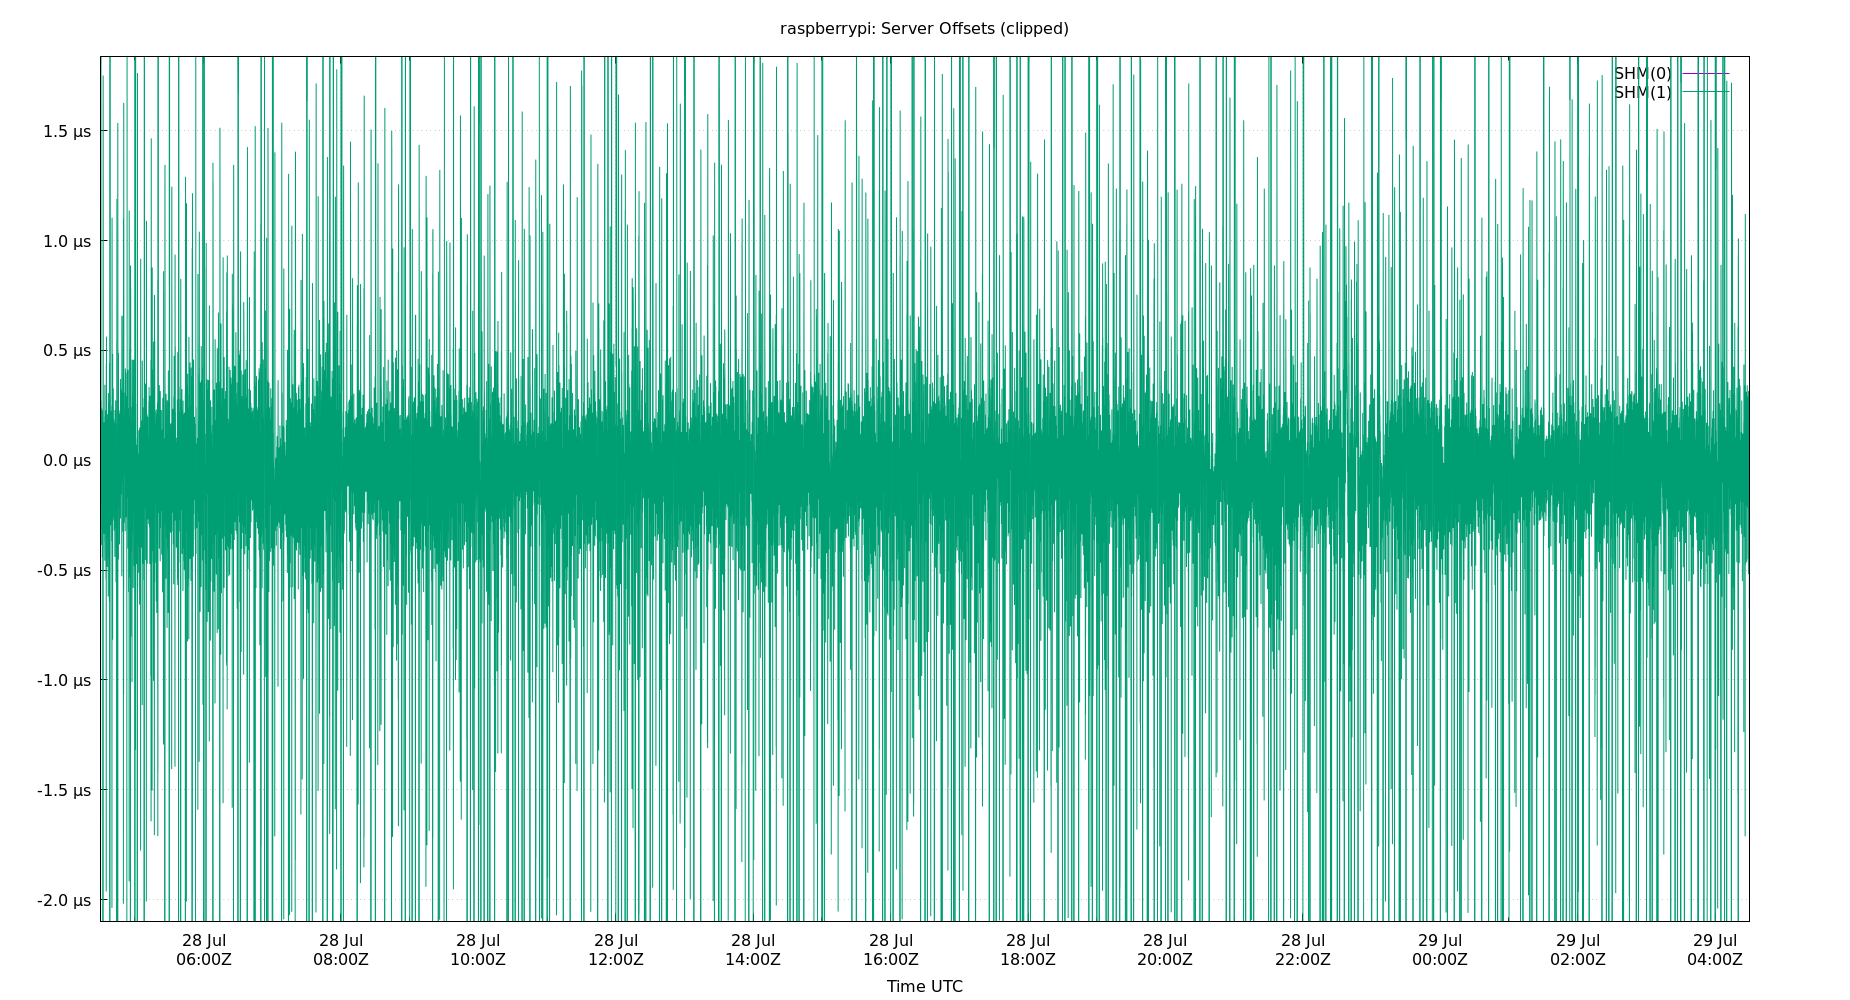 raspberrypi: Server Offsets (clipped)
SHM(0)
SHM(1)
1.5 µs
1.0 µs
0.5 µs
0.0 µs
-0.5 µs
-1.0 µs
-1.5 µs
-2.0 µs
28 Jul 28 Jul 28 Jul 28 Jul 28 Jul 28 Jul 28 Jul 28 Jul 28 Jul 29 Jul 29 Jul 29 Jul
06:00Z 08:00Z 10:00Z 12:00Z 14:00Z 16:00Z 18:00Z 20:00Z 22:00Z 00:00Z 02:00Z 04:00Z
Time UTC